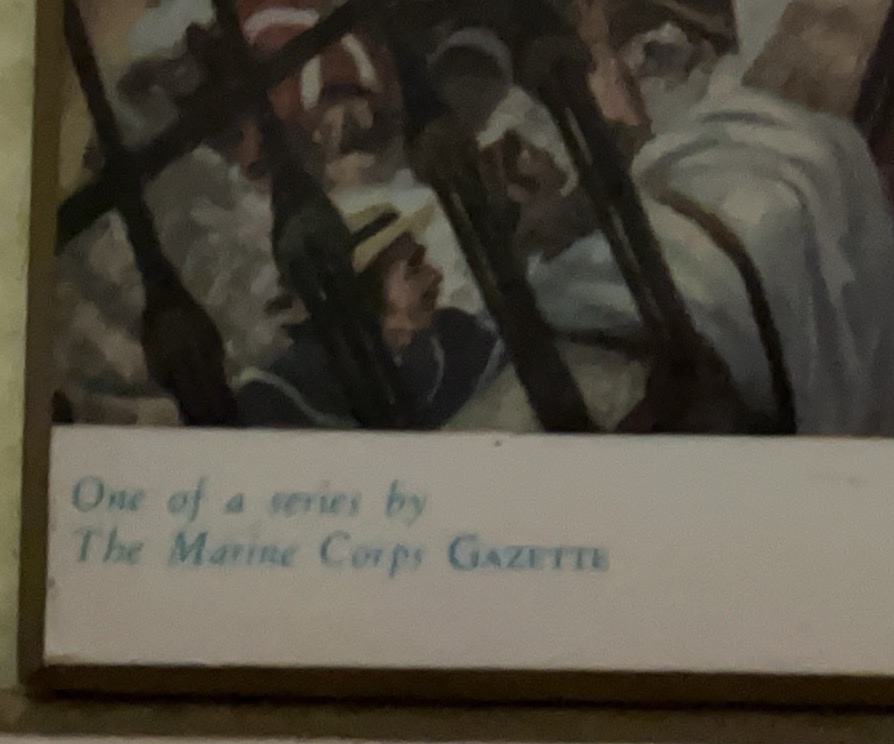 One of a series by
The Marine Corps GAZETTE